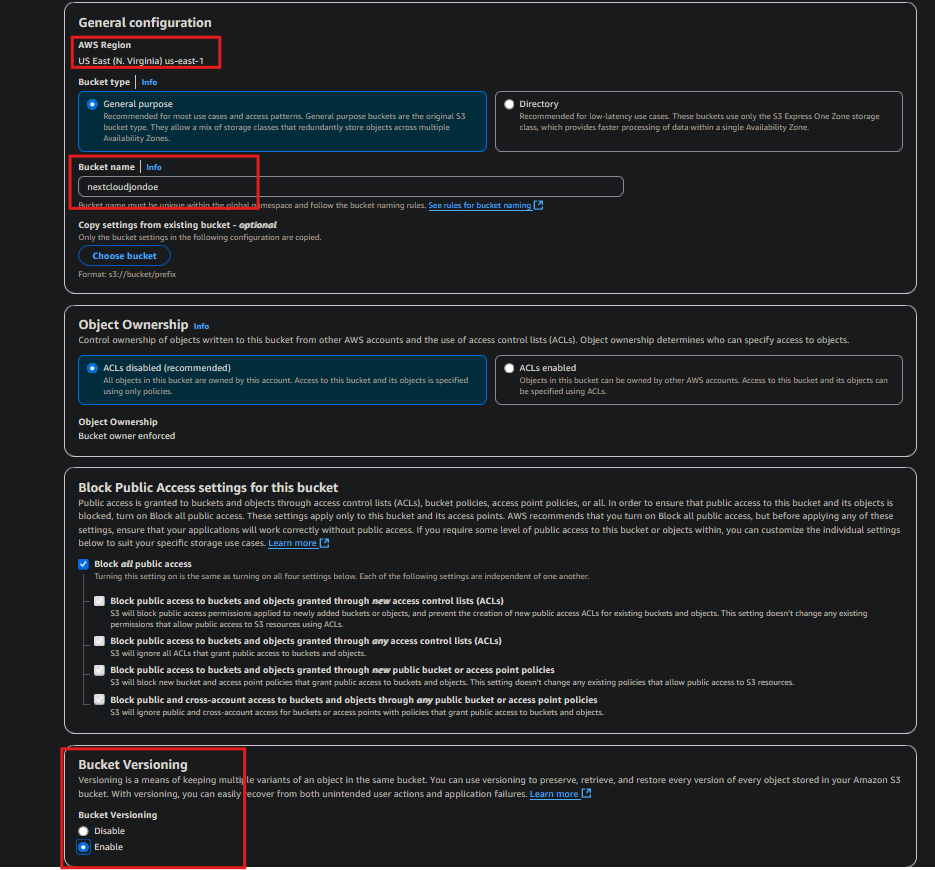 General configuration
AWS Region
US East (N. Virginia) us-east-1
Bucket type Info
General purpose
Recommended for most use cases and access patterns. General purpose buckets are the original S3
bucket type. They allow a mix of storage classes that redundantly store objects across multiple
Availability Zones.
Directory
Recommended for low-latency use cases. These buckets use only the S3 Express One Zone storage
class, which provides faster processing of data within a single Availability Zone.
Bucket name Info
nextcloudjondoe
Bucket name must be unique within the global namespace and follow the bucket naming rules. See rules for bucket naming
Copy settings from existing bucket - optional
Only the bucket settings in the following configuration are copied.
Choose bucket
Format: s3://bucket/prefix
Object Ownership Info
Control ownership of objects written to this bucket from other AWS accounts and the use of access control lists (ACLs). Object ownership determines who can specify access to objects.
ACLs disabled (recommended)
All objects in this bucket are owned by this account. Access to this bucket and its objects is specified
using only policies.
ACLs enabled
Objects in this bucket can be owned by other AWS accounts. Access to this bucket and its objects can
be specified using ACLs.
Object Ownership
Bucket owner enforced
Block Public Access settings for this bucket
Public access is granted to buckets and objects through access control lists (ACLs), bucket policies, access point policies, or all. In order to ensure that public access to this bucket and its objects is
blocked, turn on Block all public access. These settings apply only to this bucket and its access points. AWS recommends that you turn on Block all public access, but before applying any of these
settings, ensure that your applications will work correctly without public access. If you require some level of public access to this bucket or objects within, you can customize the individual settings
below to suit your specific storage use cases. Learn more
Block all public access
Turning this setting on is the same as turning on all four settings below. Each of the following settings are independent of one another.
Block public access to buckets and objects granted through new access control lists (ACLs)
S3 will block public access permissions applied to newly added buckets or objects, and prevent the creation of new public access ACLs for existing buckets and objects. This setting doesn't change any existing
permissions that allow public access to S3 resources using ACLs.
Block public access to buckets and objects granted through any access control lists (ACLs)
S3 will ignore all ACLs that grant public access to buckets and objects.
Block public access to buckets and objects granted through new public bucket or access point policies
S3 will block new bucket and access point policies that grant public access to buckets and objects. This setting doesn't change any existing policies that allow public access to S3 resources.
Block public and cross-account access to buckets and objects through any public bucket or access point policies
S3 will ignore public and cross-account access for buckets or access points with policies that grant public access to buckets and objects.
Bucket Versioning
Versioning is a means of keeping multiple variants of an object in the same bucket. You can use versioning to preserve, retrieve, and restore every version of every object stored in your Amazon S3
bucket. With versioning, you can easily recover from both unintended user actions and application failures. Learn more
Bucket Versioning
Disable
Enable